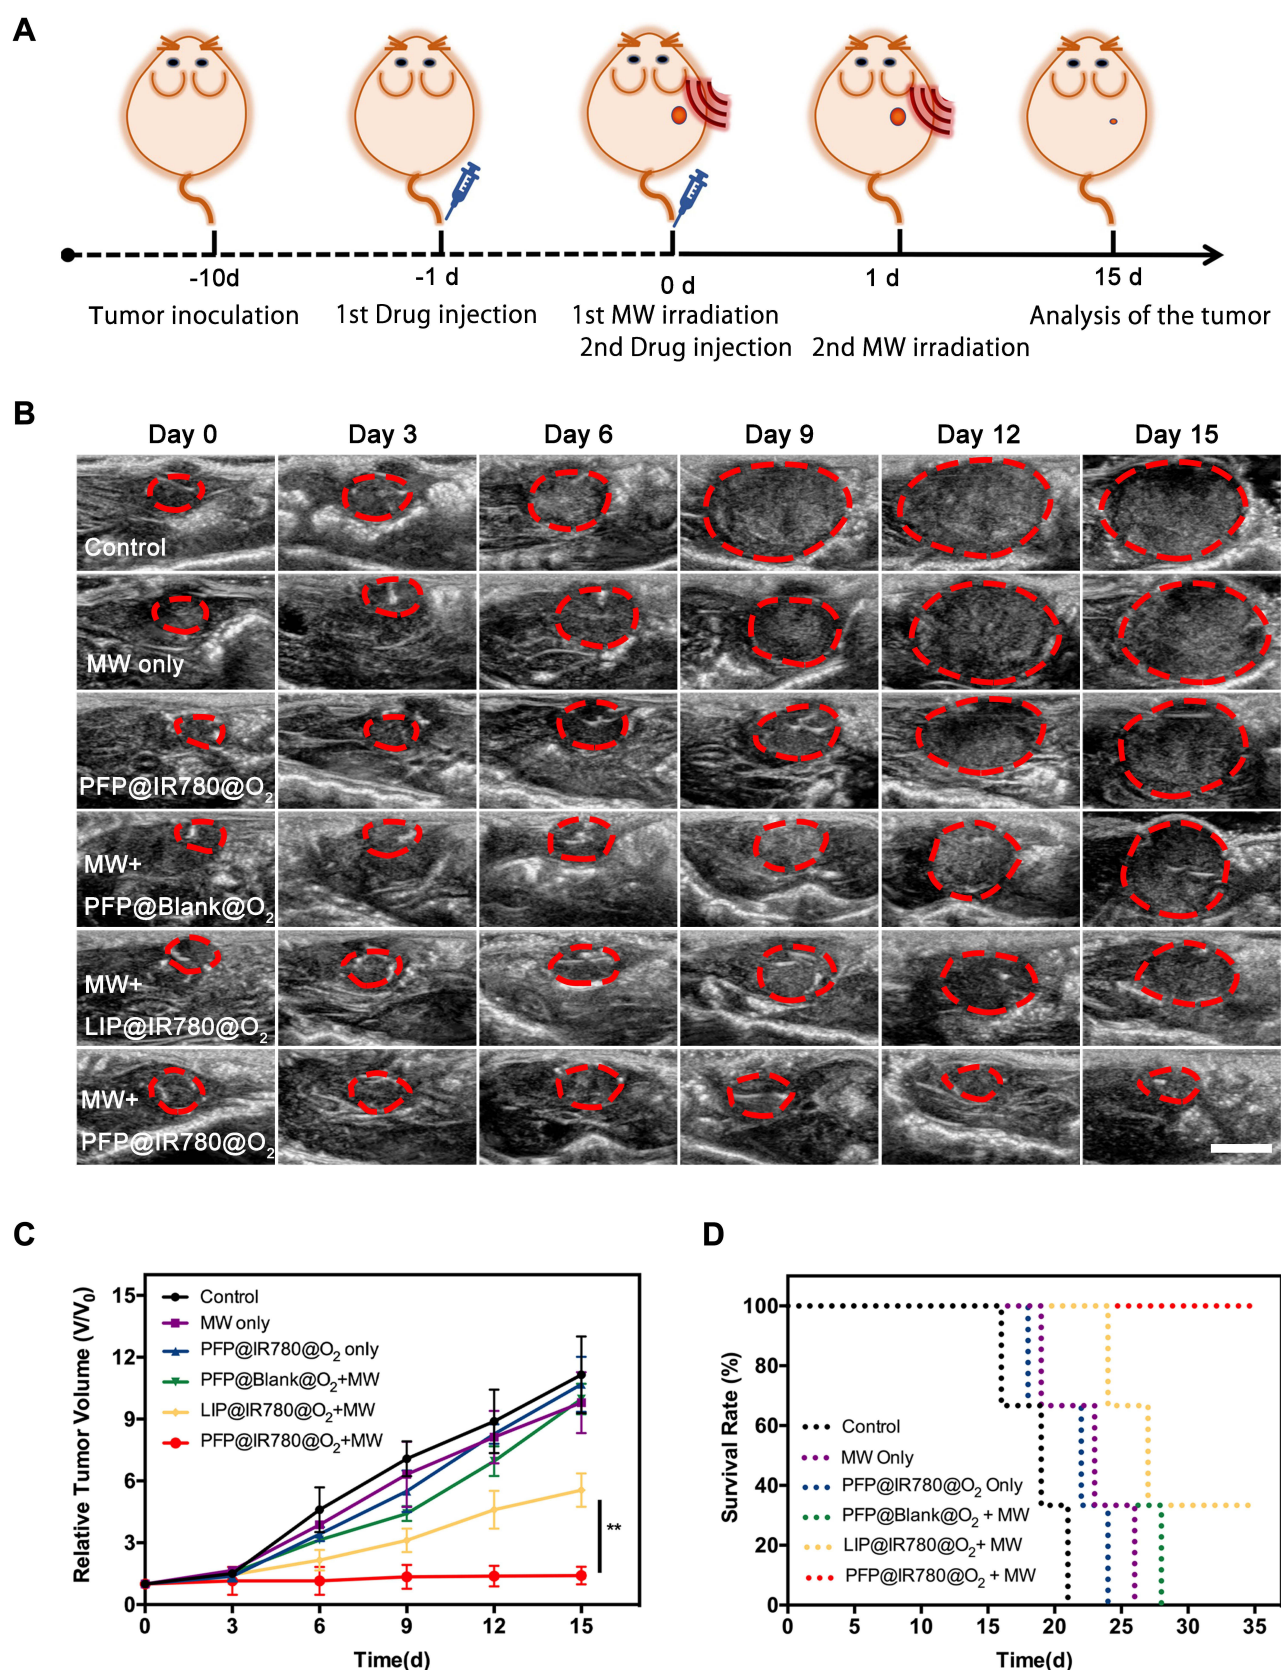 A
-10d
-1 d
0 d
1 d
15 d
Tumor inoculation
1st Drug injection
1st MW irradiation
2nd Drug injection
2nd MW irradiation
Analysis of the tumor
B
Day 0 Day 3 Day 6 Day 9 Day 12 Day 15
Control
MW only
PFP@IR780@O2
MW+
PFP@Blank@O2
MW+
LIP@IR780@O2
MW+
PFP@IR780@O2
C
Relative Tumor Volume (V/V0)
15
12
9
6
3
0
Control
MW only
PFP@IR780@O2 only
PFP@Blank@O2+MW
LIP@IR780@O2+MW
PFP@IR780@O2+MW
**
0 3 6 9 12 15
Time(d)
D
Survival Rate (%)
100
80
60
40
20
0
Control
MW Only
PFP@IR780@O2 Only
PFP@Blank@O2 + MW
LIP@IR780@O2+ MW
PFP@IR780@O2 + MW
0 5 10 15 20 25 30 35
Time(d)